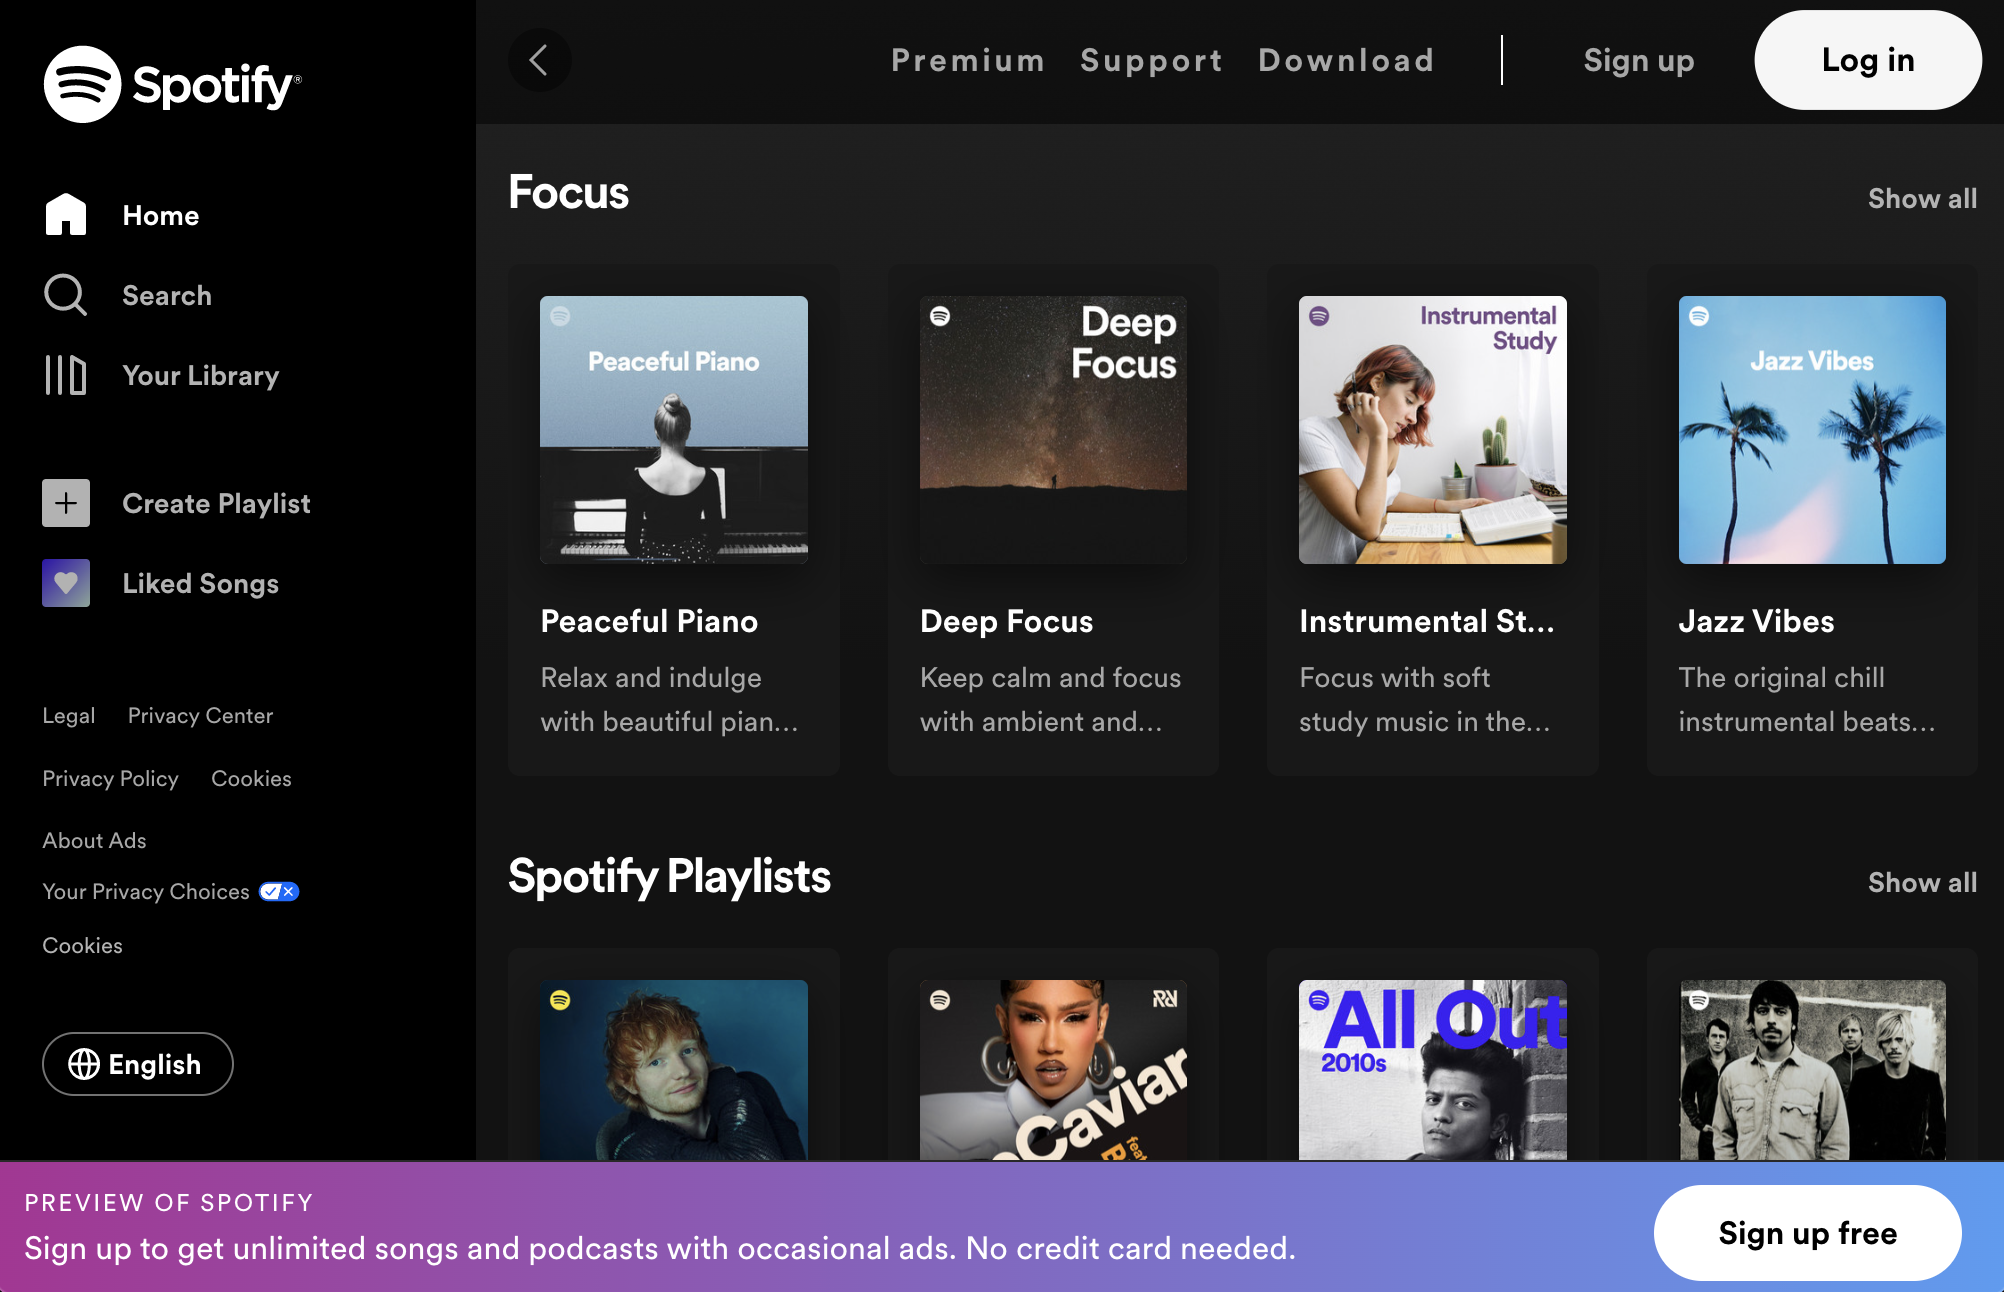 Spotify®
Home
Search
Your Library
Create Playlist
Liked Songs
Legal Privacy Center
Privacy Policy Cookies
About Ads
Your Privacy Choices
Cookies
English
Premium Support Download Sign up Log in
Focus
Show all
Peaceful Piano
Deep
Focus
Instrumental
Study
Jazz Vibes
Peaceful Piano
Relax and indulge
with beautiful pian...
Deep Focus
Keep calm and focus
with ambient and...
Instrumental St...
Focus with soft
study music in the...
Jazz Vibes
The original chill
instrumental beats...
Spotify Playlists
Show all
Caviar
feat
All Out
2010s
PREVIEW OF SPOTIFY
Sign up to get unlimited songs and podcasts with occasional ads. No credit card needed.
Sign up free